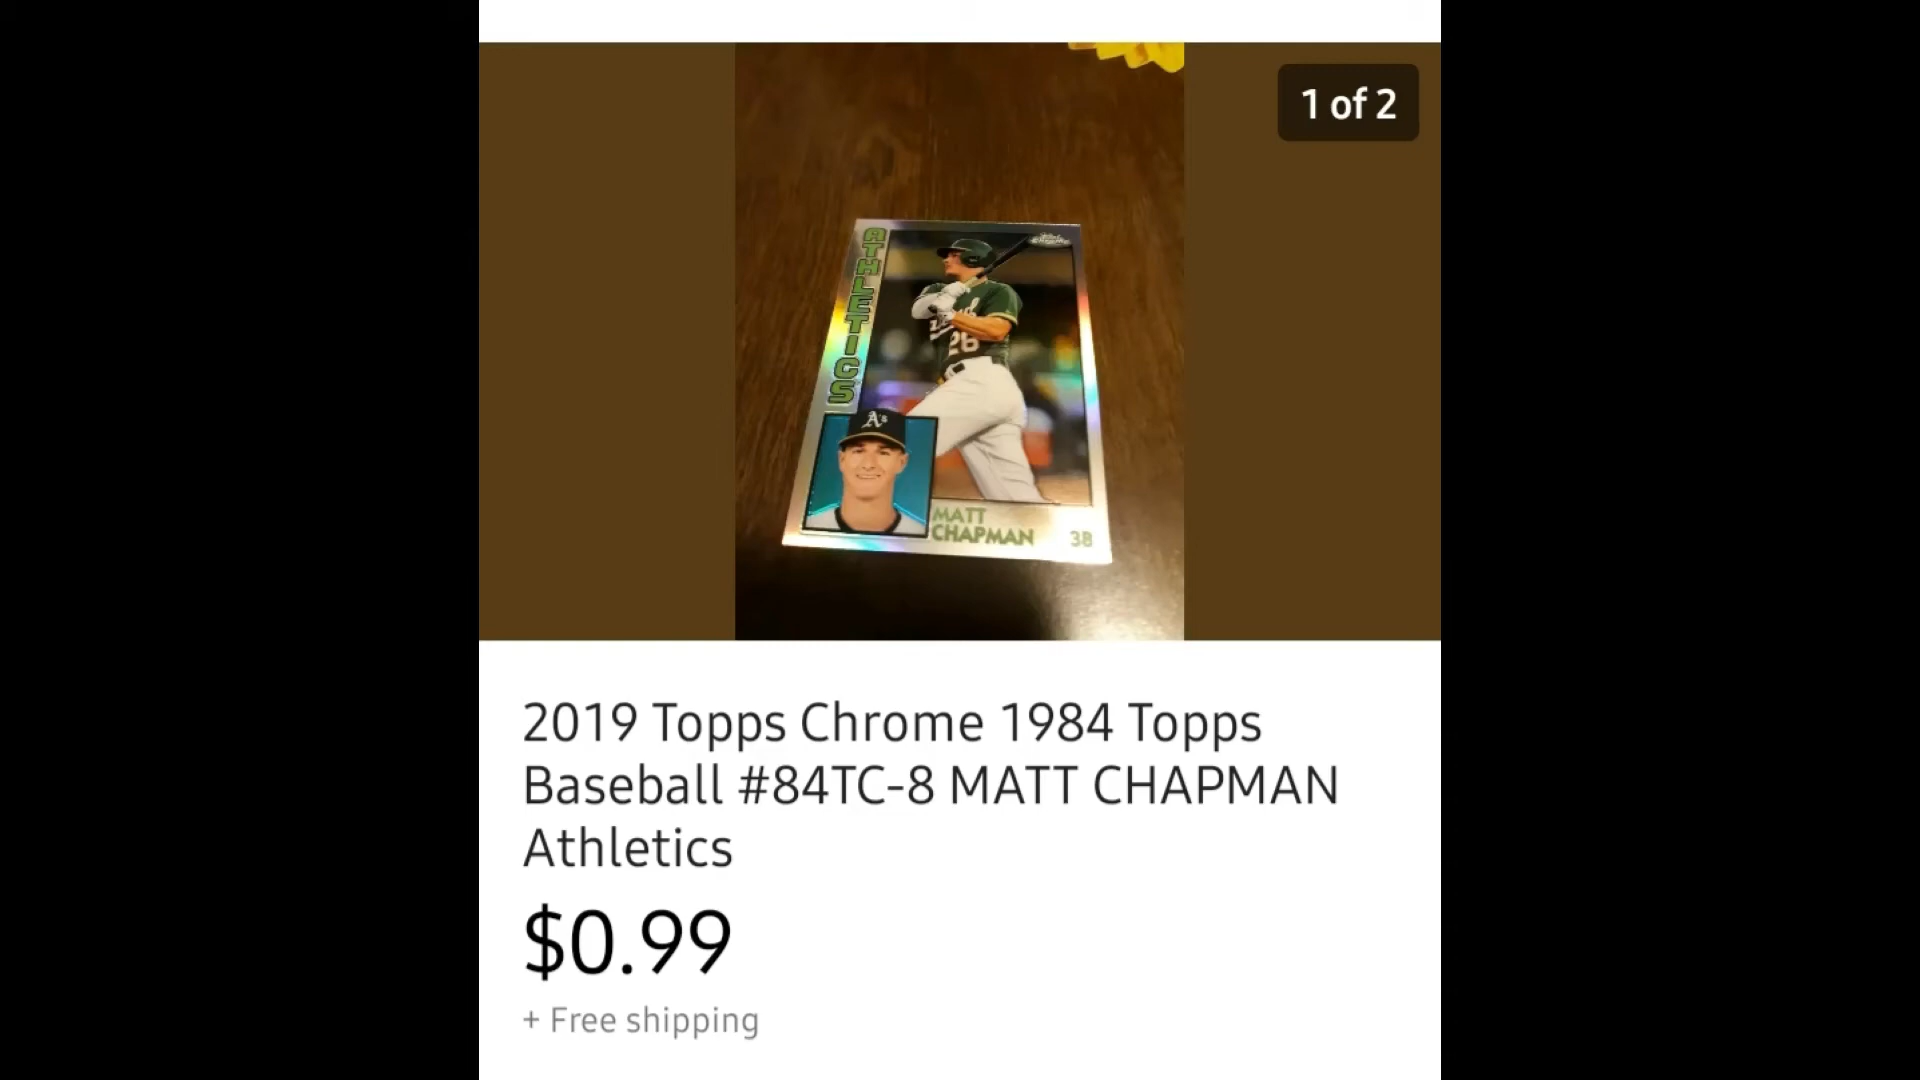 1 of 2
ATHLETICS
Chrome
26
A's
MATT
CHAPMAN
3B
2019 Topps Chrome 1984 Topps
Baseball #84TC-8 MATT CHAPMAN
Athletics
$0.99
+ Free shipping